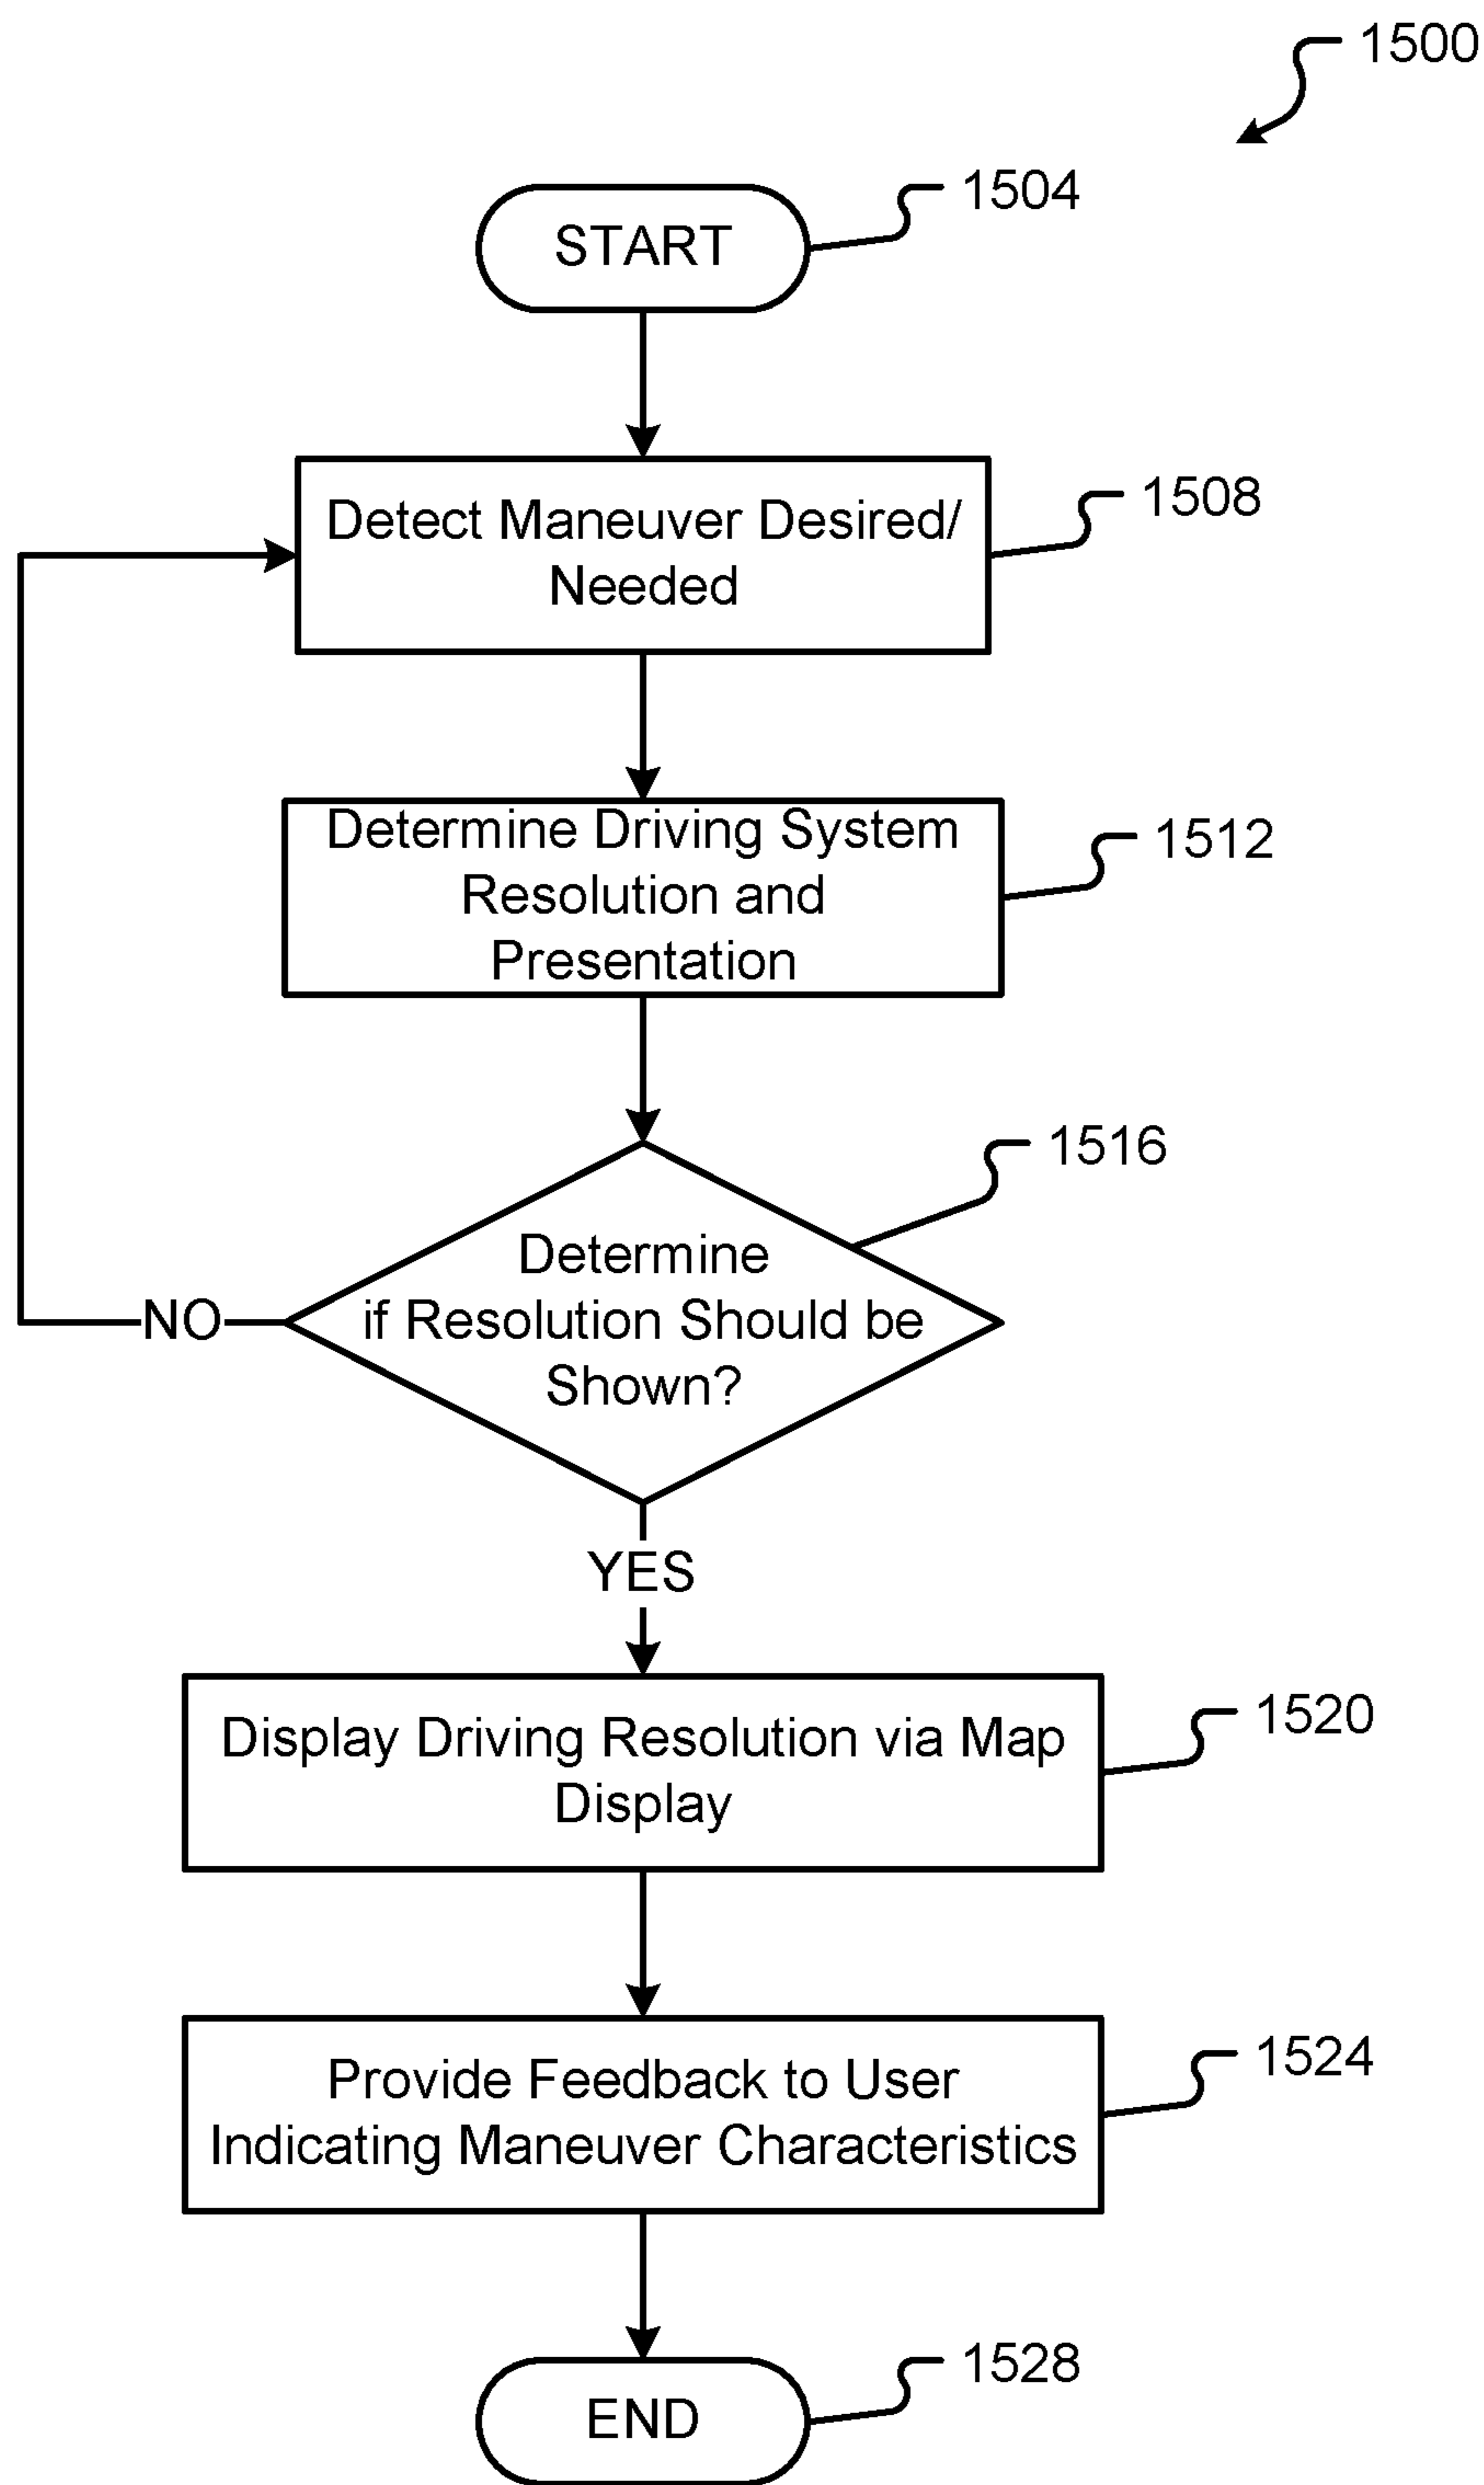 1500
START
1504
Detect Maneuver Desired/
Needed
1508
Determine Driving System
Resolution and
Presentation
1512
Determine
if Resolution Should be
Shown?
1516
NO
YES
Display Driving Resolution via Map
Display
1520
Provide Feedback to User
Indicating Maneuver Characteristics
1524
END
1528